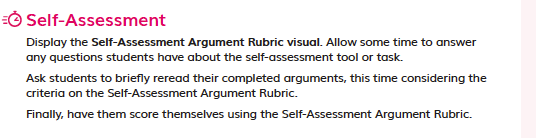 Self-Assessment
Display the Self-Assessment Argument Rubric visual. Allow some time to answer
any questions students have about the self-assessment tool or task.
Ask students to briefly reread their completed arguments, this time considering the
criteria on the Self-Assessment Argument Rubric.
Finally, have them score themselves using the Self-Assessment Argument Rubric.